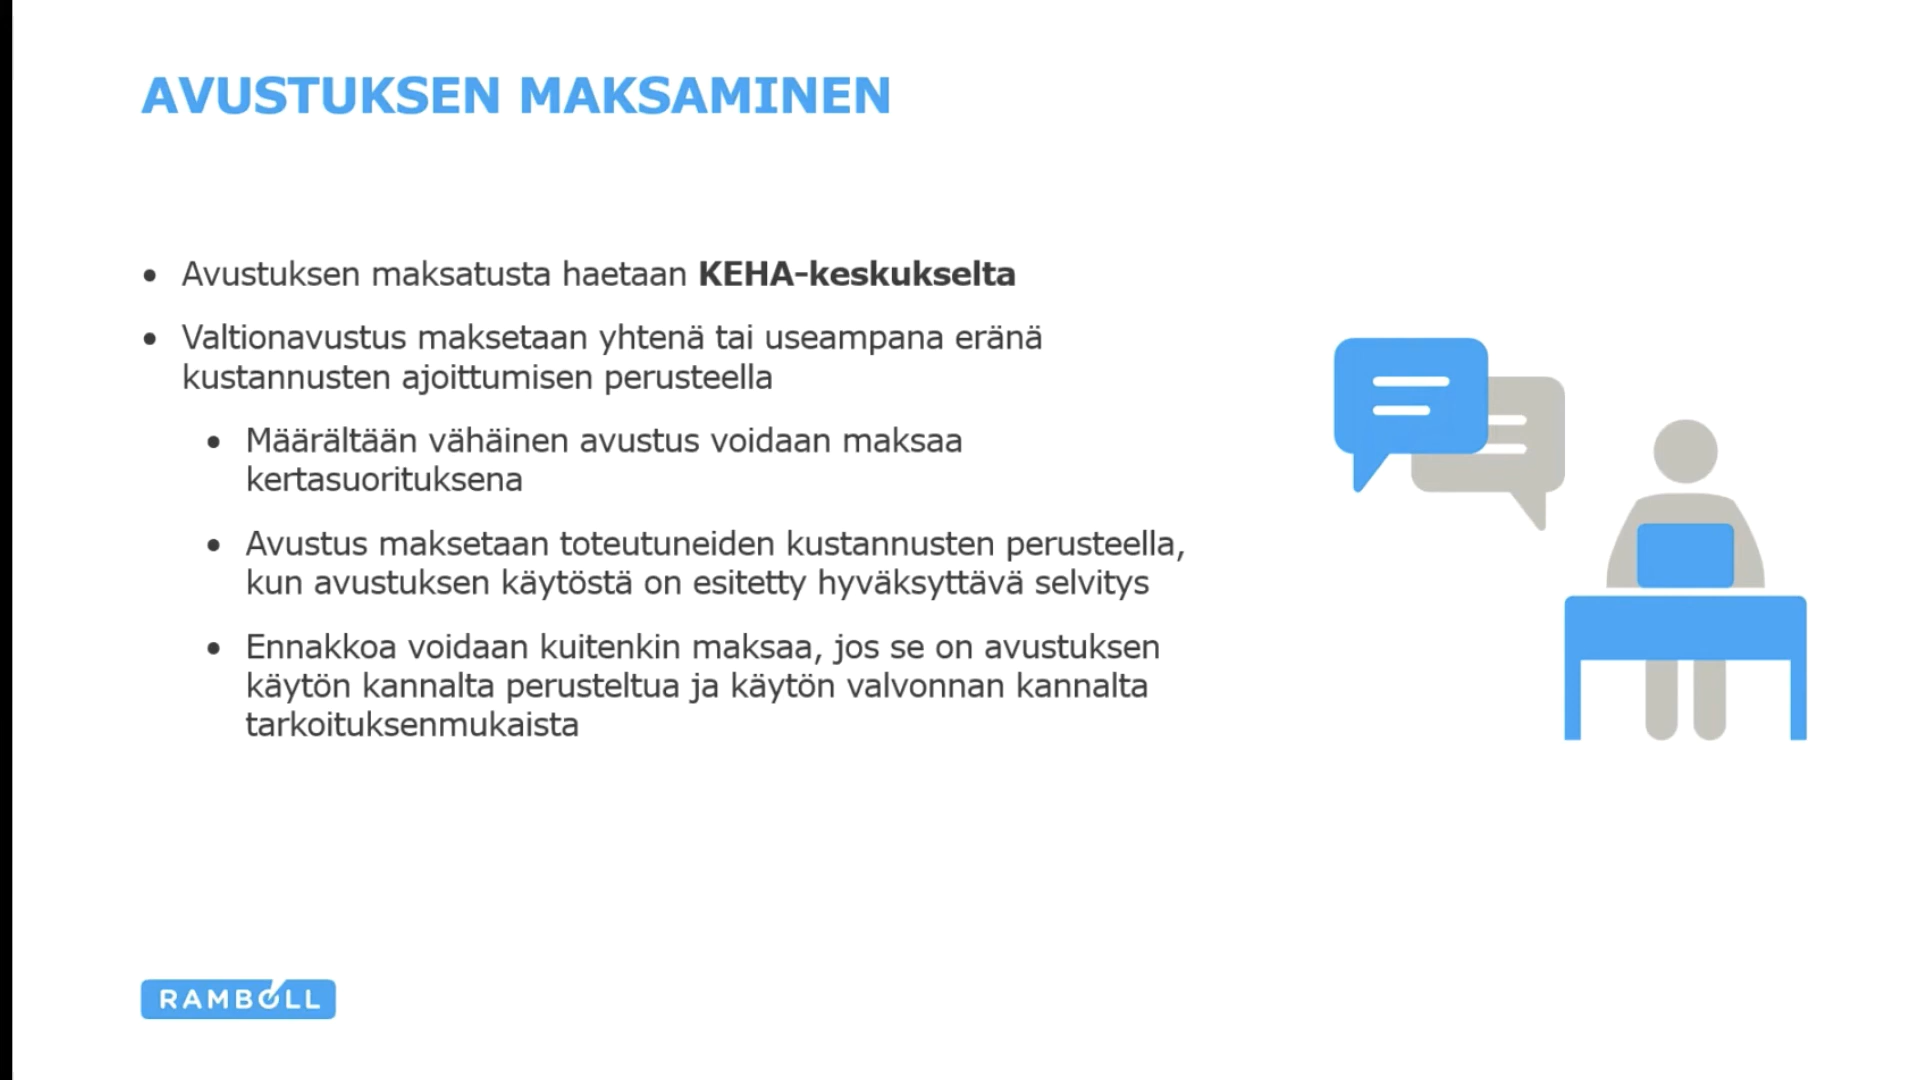 AVUSTUKSEN MAKSAMINEN
• Avustuksen maksatusta haetaan KEHA-keskukselta
• Valtionavustus maksetaan yhtenä tai useampana eränä
kustannusten ajoittumisen perusteella
• Määrältään vähäinen avustus voidaan maksaa
kertasuorituksena
• Avustus maksetaan toteutuneiden kustannusten perusteella,
kun avustuksen käytöstä on esitetty hyväksyttävä selvitys
• Ennakkoa voidaan kuitenkin maksaa, jos se on avustuksen
käytön kannalta perusteltua ja käytön valvonnan kannalta
tarkoituksenmukaista
RAMBOLL